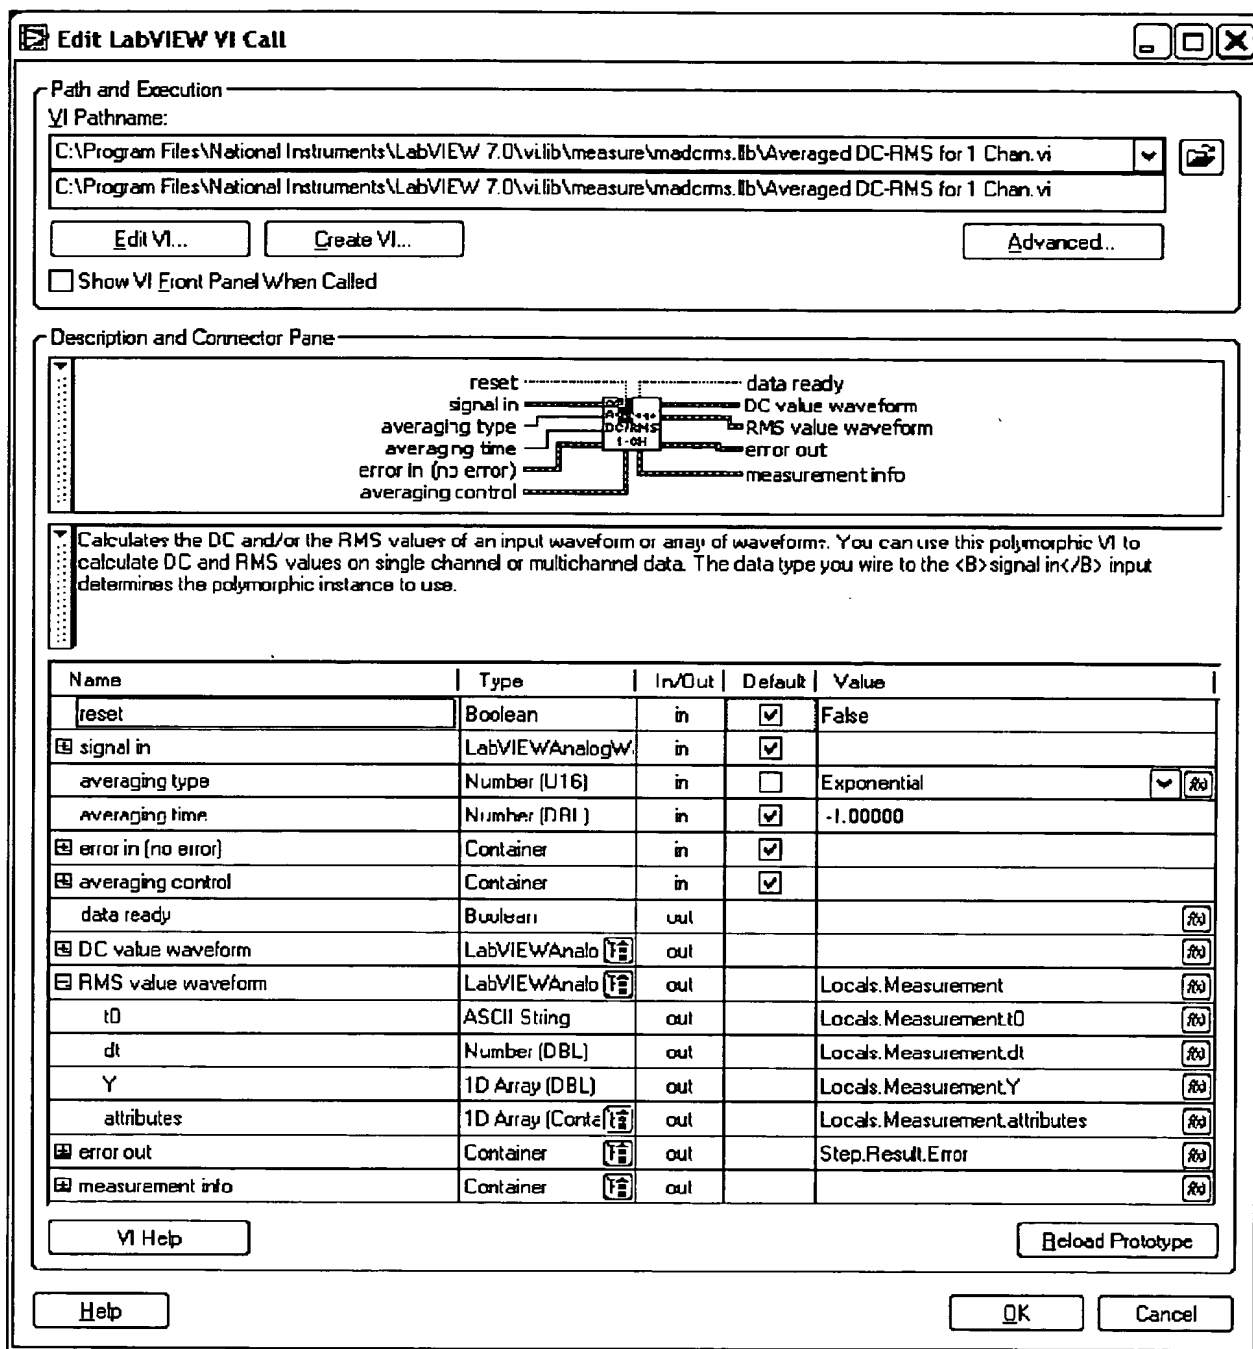 Edit LabVIEW VI Call
Path and Execution
VI Pathname:
C:\Program Files\National Instruments\LabVIEW 7.0\vi.lib\measure\madcrms.llb\Averaged DC-RMS for 1 Chan.vi
C:\Program Files\National Instruments\LabVIEW 7.0\vi.lib\measure\madcrms.llb\Averaged DC-RMS for 1 Chan.vi
Edit VI... Create VI... Advanced...
Show VI Front Panel When Called
Description and Connector Pane
reset data ready
signal in DC value waveform
averaging type RMS value waveform
averaging time error out
error in (no error) measurement info
averaging control
DC/RMS
1-CH
Calculates the DC and/or the RMS values of an input waveform or array of waveforms. You can use this polymorphic VI to
calculate DC and RMS values on single channel or multichannel data. The data type you wire to the <B>signal in</B> input
determines the polymorphic instance to use.
Name Type In/Out Default Value
reset Boolean in False
signal in LabVIEWAnalogW in
averaging type Number (U16) in Exponential f(x)
averaging time Number (DBL) in -1.00000
error in (no error) Container in
averaging control Container in
data ready Boolean out f(x)
DC value waveform LabVIEWAnalo out f(x)
RMS value waveform LabVIEWAnalo out Locals.Measurement f(x)
t0 ASCII String out Locals.Measurement.t0 f(x)
dt Number (DBL) out Locals.Measurement.dt f(x)
Y 1D Array (DBL) out Locals.Measurement.Y f(x)
attributes 1D Array (Conta out Locals.Measurement.attributes f(x)
error out Container out Step.Result.Error f(x)
measurement info Container out f(x)
VI Help Reload Prototype
Help OK Cancel